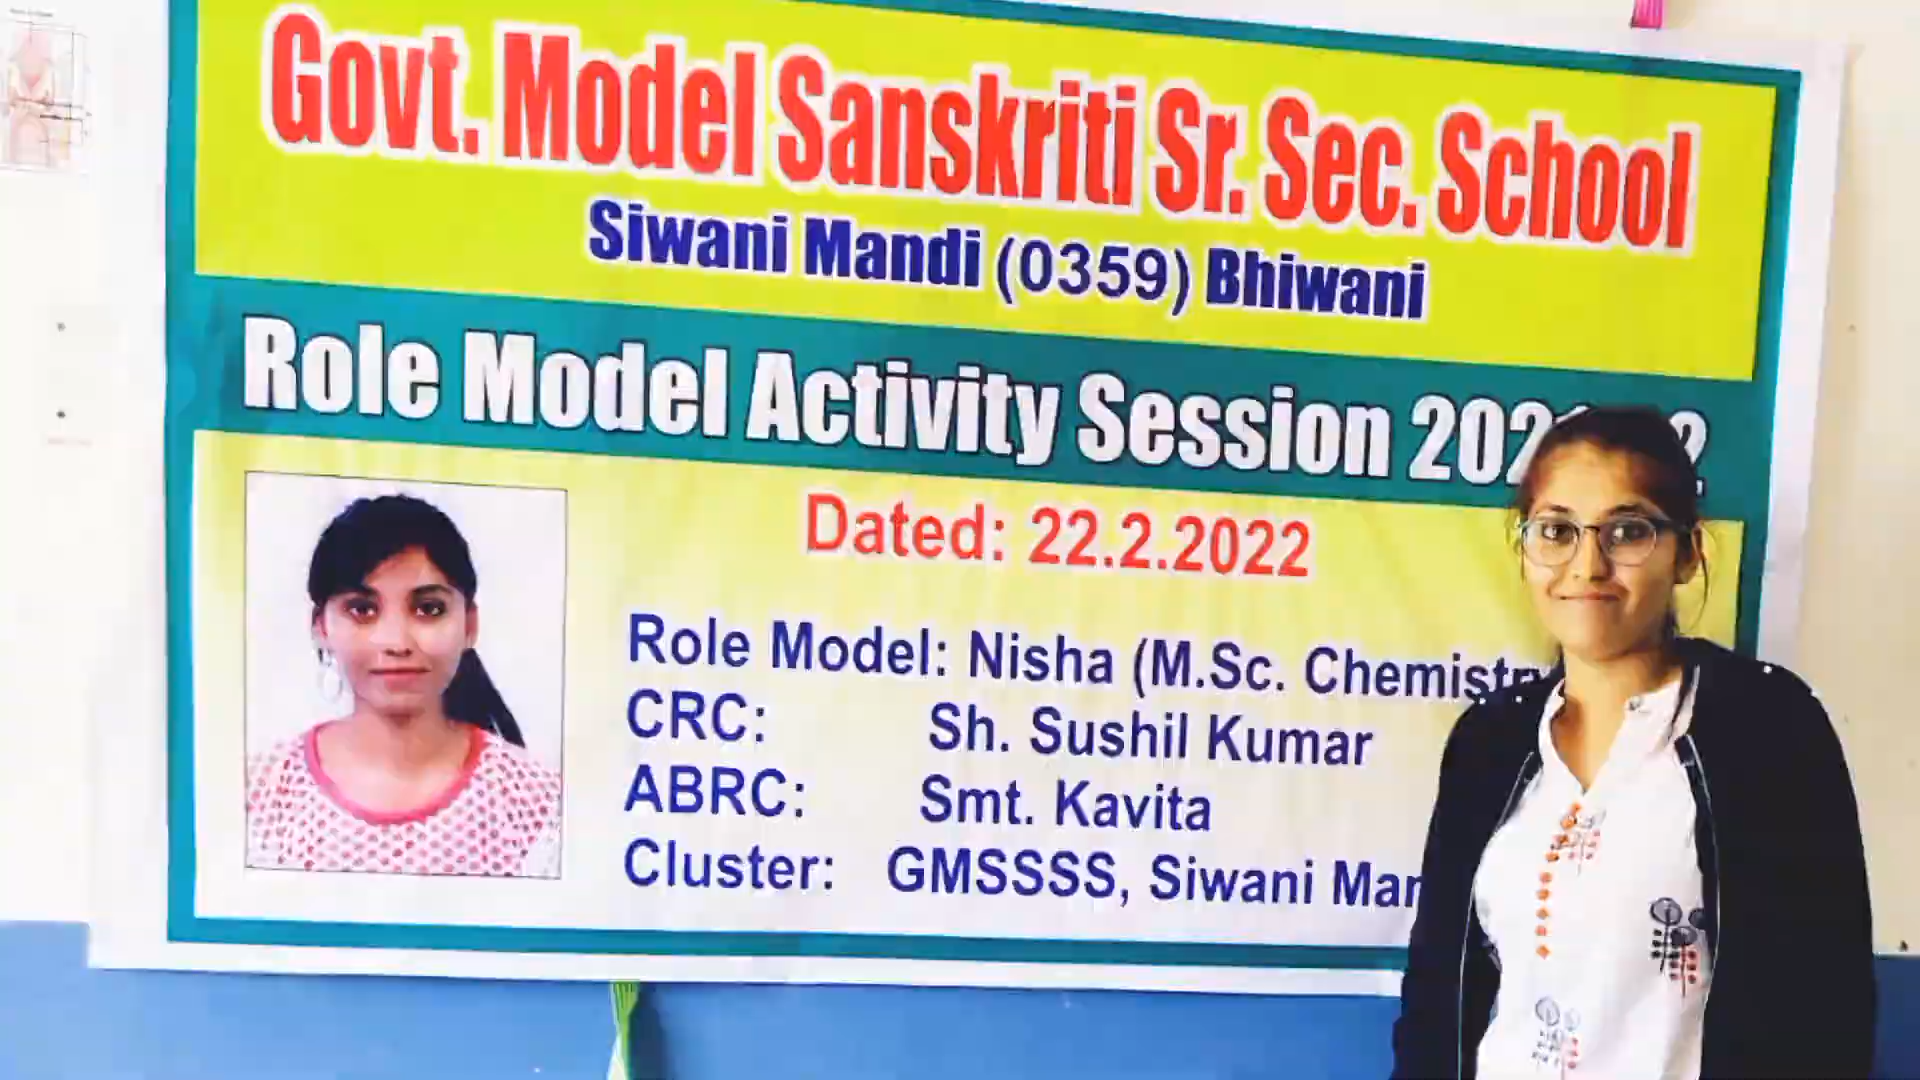 Govt. Model Sanskriti Sr. Sec. School
Siwani Mandi (0359) Bhiwani
Role Model Activity Session
Dated: 22.2.2022
Role Model: Nisha (M.Sc. Chemistry
CRC: Sh. Sushil Kumar
ABRC: Smt. Kavita
Cluster: GMSSSS, Siwani